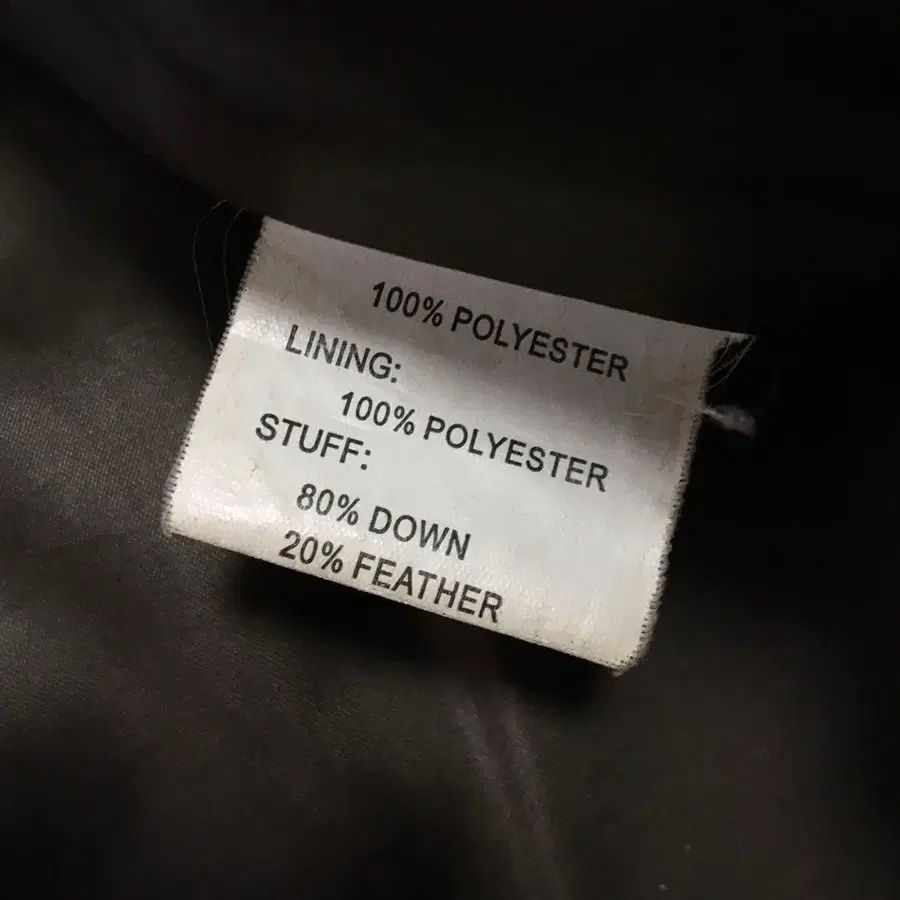 100% POLYESTER
LINING:
100% POLYESTER
STUFF:
80% DOWN
20% FEATHER